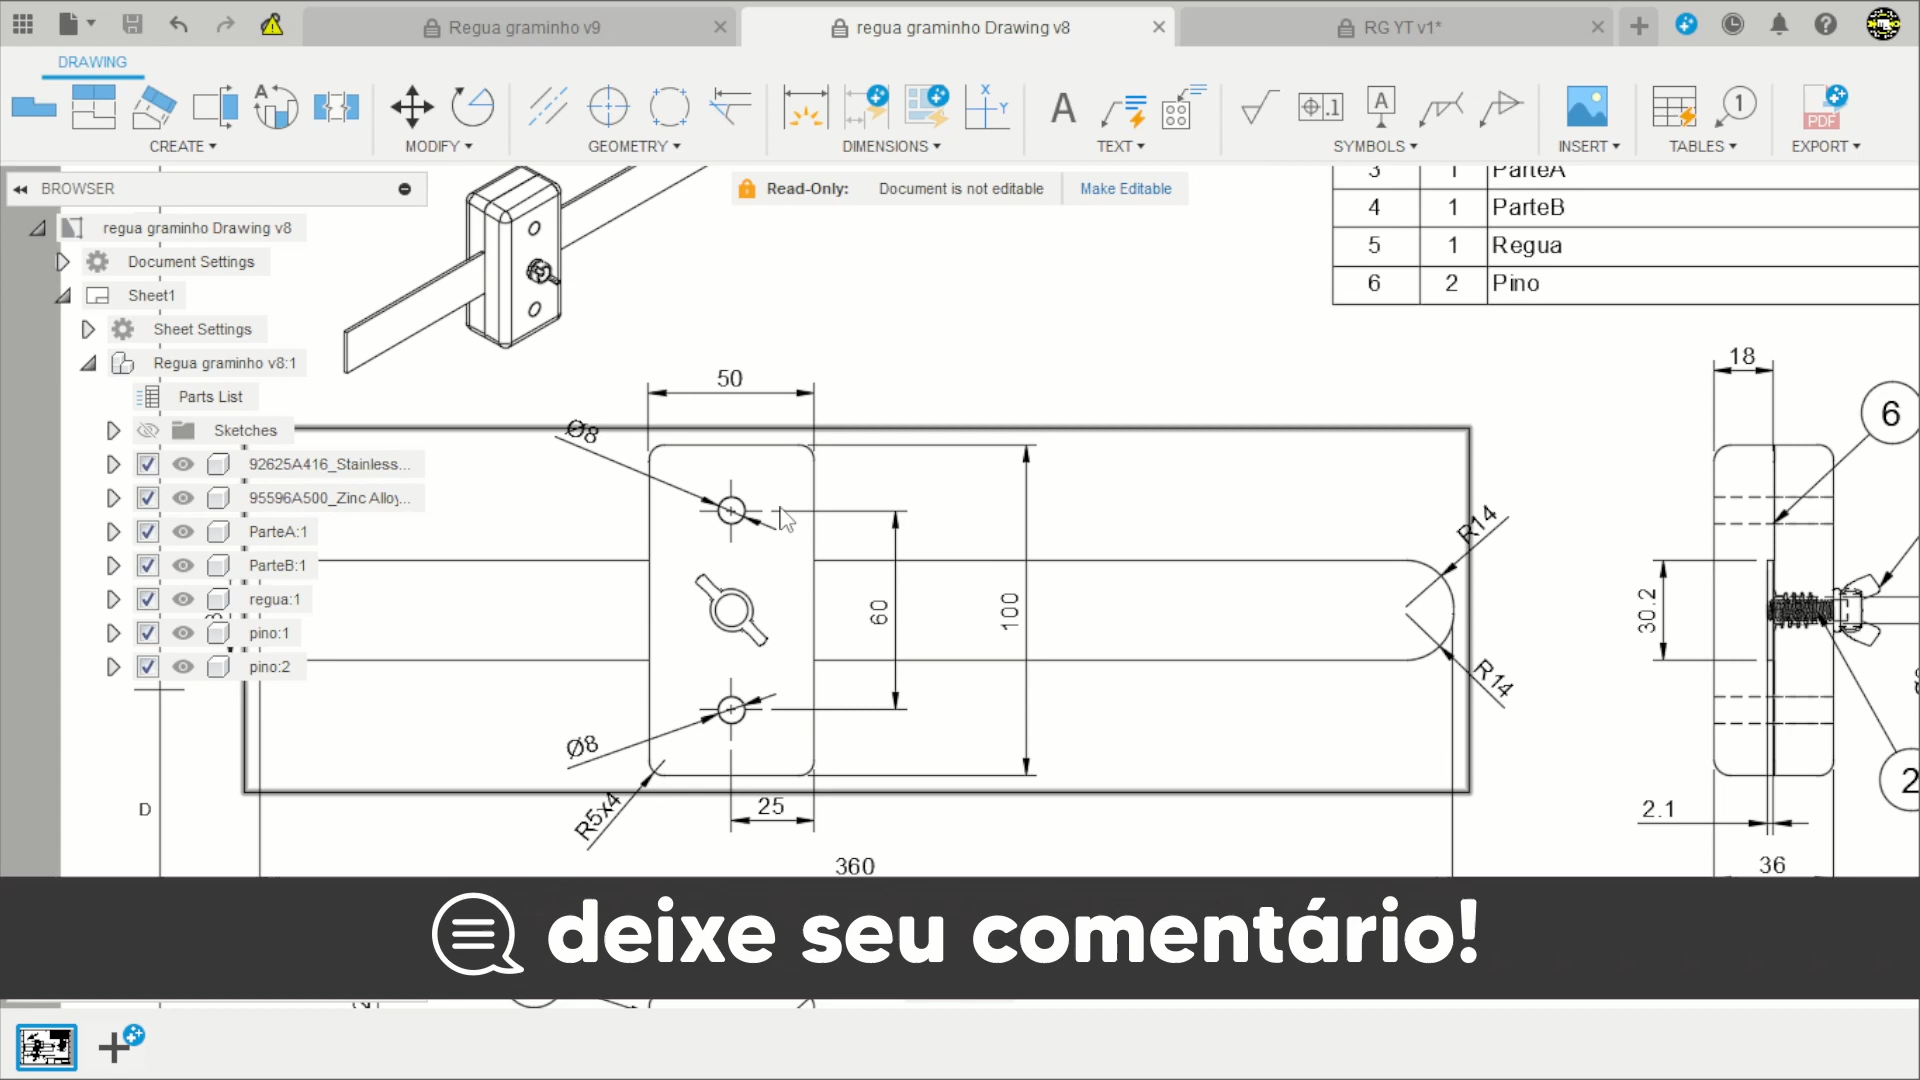 Regua graminho v9
regua graminho Drawing v8
RG YT v1*
DRAWING
CREATE
MODIFY
GEOMETRY
DIMENSIONS
TEXT
SYMBOLS
INSERT
TABLES
EXPORT
PDF
BROWSER
regua graminho Drawing v8
Document Settings
Sheet1
Sheet Settings
Regua graminho v8:1
Parts List
Sketches
92625A416_Stainless...
95596A500_Zinc Alloy...
ParteA:1
ParteB:1
regua:1
pino:1
pino:2
Read-Only: Document is not editable Make Editable
3 1 ParteA
4 1 ParteB
5 1 Regua
6 2 Pino
50
Ø8
60
100
R14
R14
Ø8
R5x4
25
360
D
18
6
30.2
2
2.1
36
deixe seu comentário!